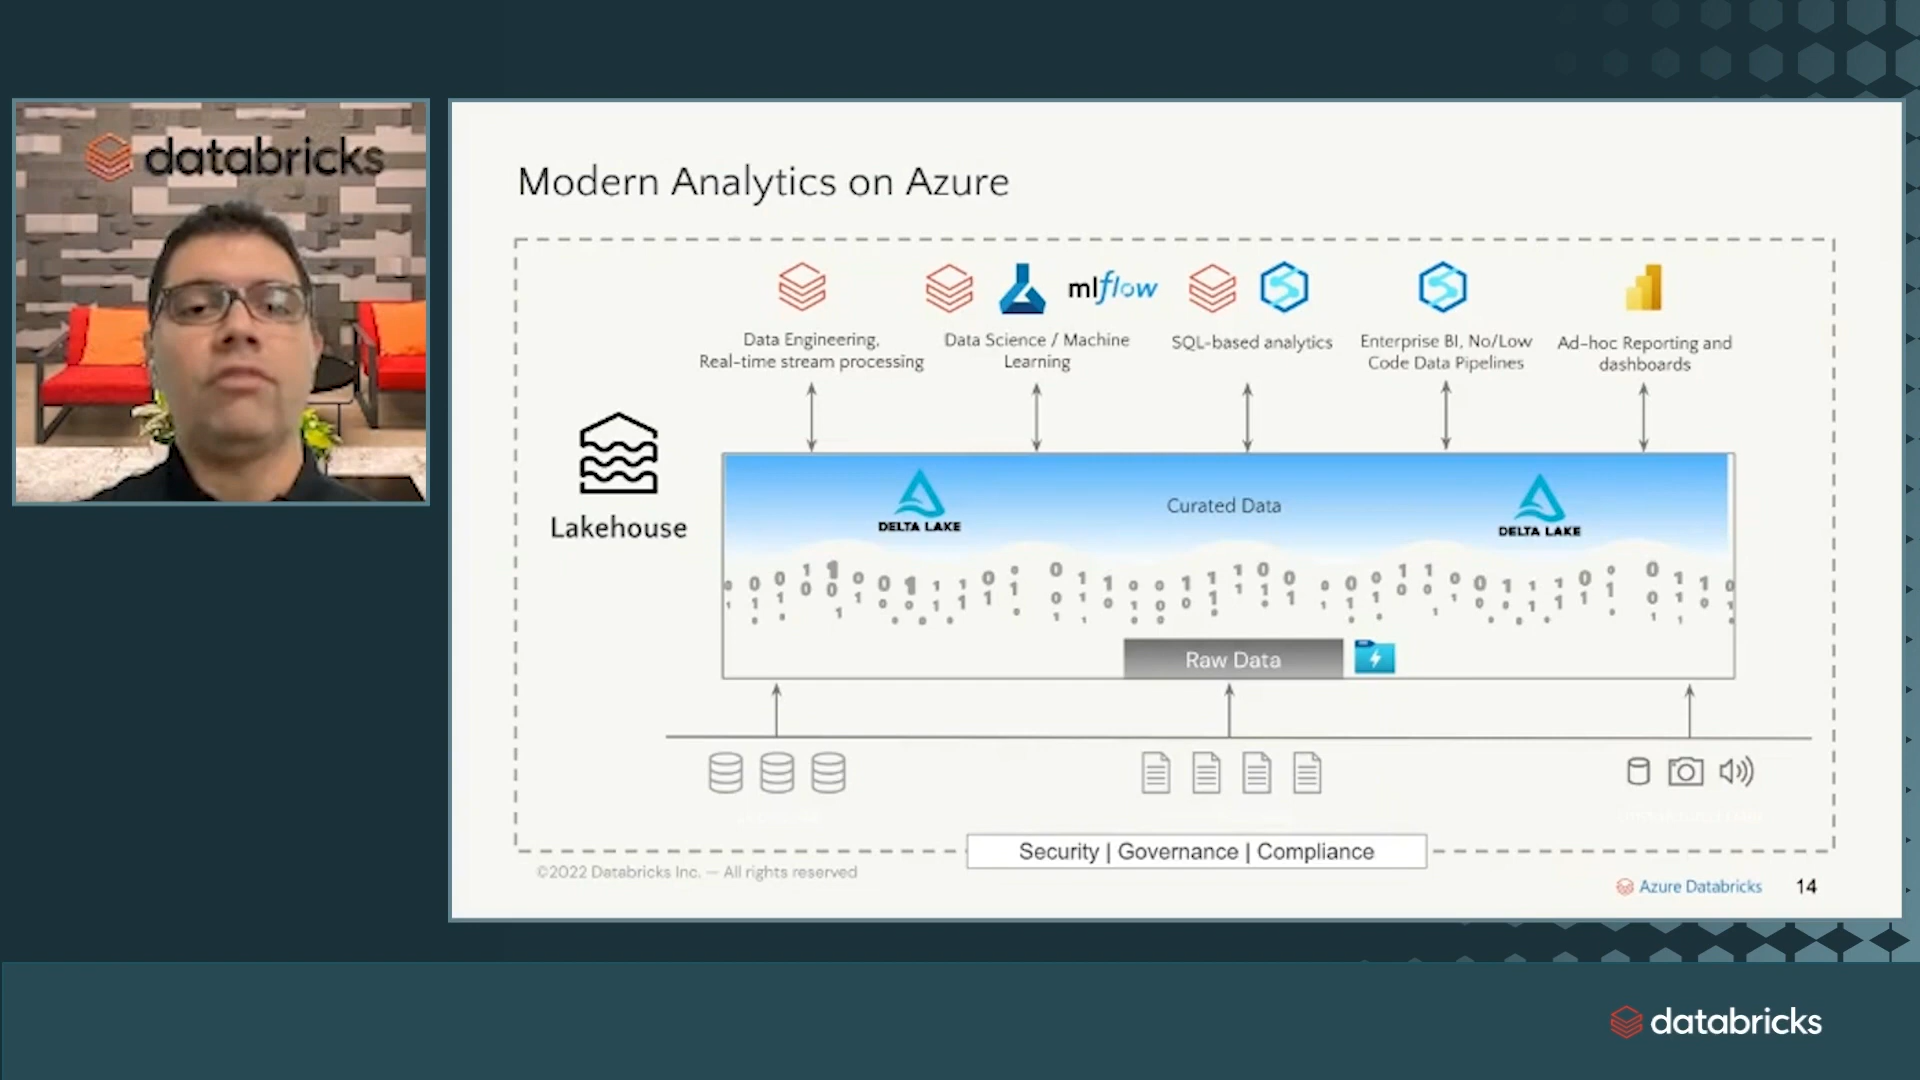 databricks
Modern Analytics on Azure
mlflow
Data Engineering,
Real-time stream processing
Data Science / Machine
Learning
SQL-based analytics
Enterprise BI, No/Low
Code Data Pipelines
Ad-hoc Reporting and
dashboards
Lakehouse
DELTA LAKE
Curated Data
DELTA LAKE
Raw Data
Security | Governance | Compliance
©2022 Databricks Inc. — All rights reserved
Azure Databricks
14
databricks